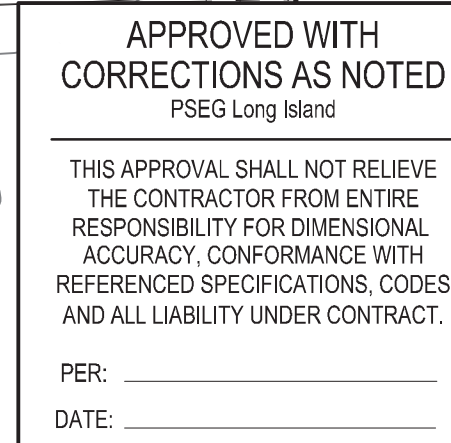 APPROVED WITH
CORRECTIONS AS NOTED
PSEG Long Island
THIS APPROVAL SHALL NOT RELIEVE
THE CONTRACTOR FROM ENTIRE
RESPONSIBILITY FOR DIMENSIONAL
ACCURACY, CONFORMANCE WITH
REFERENCED SPECIFICATIONS, CODES
AND ALL LIABILITY UNDER CONTRACT.
PER:
DATE: